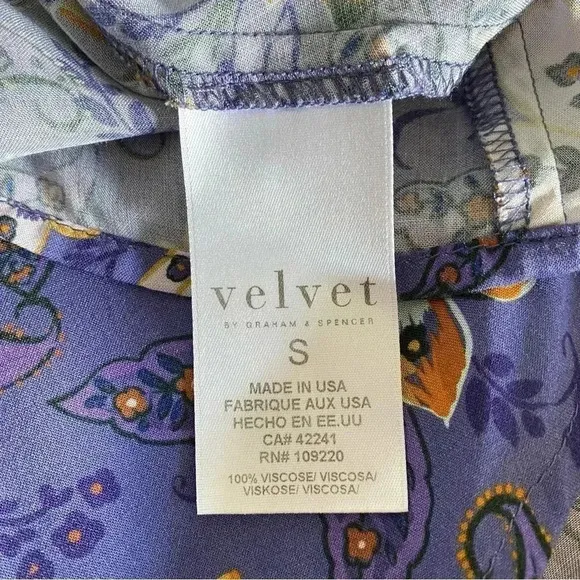 velvet
BY GRAHAM & SPENCER
S
MADE IN USA
FABRIQUE AUX USA
HECHO EN EE.UU
CA# 42241
RN# 109220
100% VISCOSE/ VISCOSA/
VISKOSE/ VISCOSA/